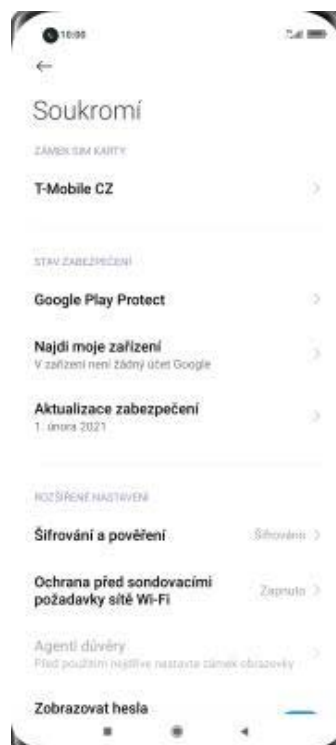 10:00
Soukromí
ZÁMEK SIM KARTY
T-Mobile CZ
STAV ZABEZPEČENÍ
Google Play Protect
Najdi moje zařízení
V zařízení není žádný účet Google
Aktualizace zabezpečení
1. února 2021
ROZŠÍŘENÉ NASTAVENÍ
Šifrování a pověření
Šifrováno
Ochrana před sondovacími
požadavky sítě Wi-Fi
Zapnuto
Agenti důvěry
Před použitím nejdříve nastavte zámek obrazovky
Zobrazovat hesla